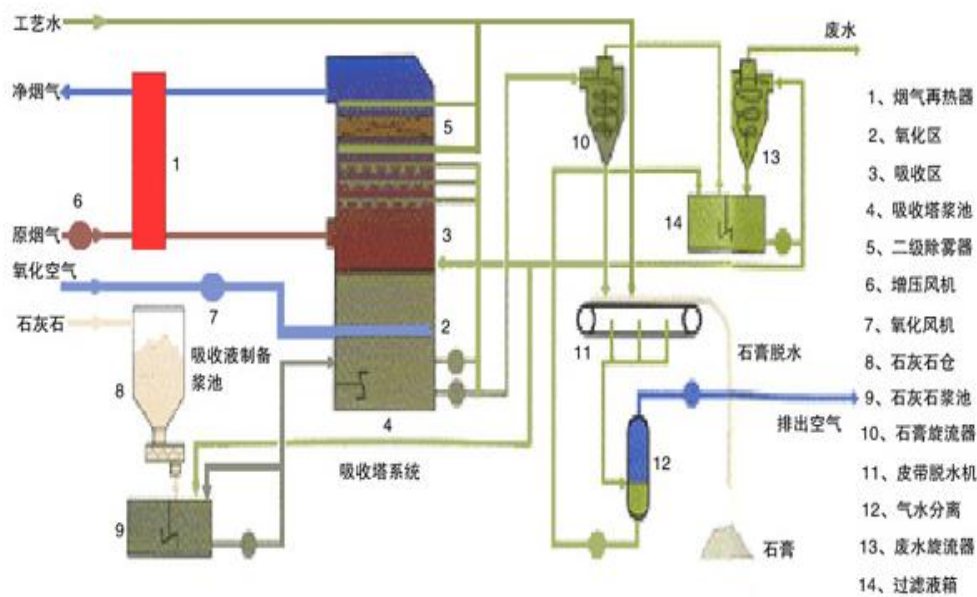 工艺水
净烟气
原烟气
氧化空气
石灰石
吸收液制备
浆池
吸收塔系统
废水
石膏脱水
排出空气
石膏
1
2
3
4
5
6
7
8
9
10
11
12
13
14
1、烟气再热器
2、氧化区
3、吸收区
4、吸收塔浆池
5、二级除雾器
6、增压风机
7、氧化风机
8、石灰石仓
9、石灰石浆池
10、石膏旋流器
11、皮带脱水机
12、气水分离
13、废水旋流器
14、过滤液箱